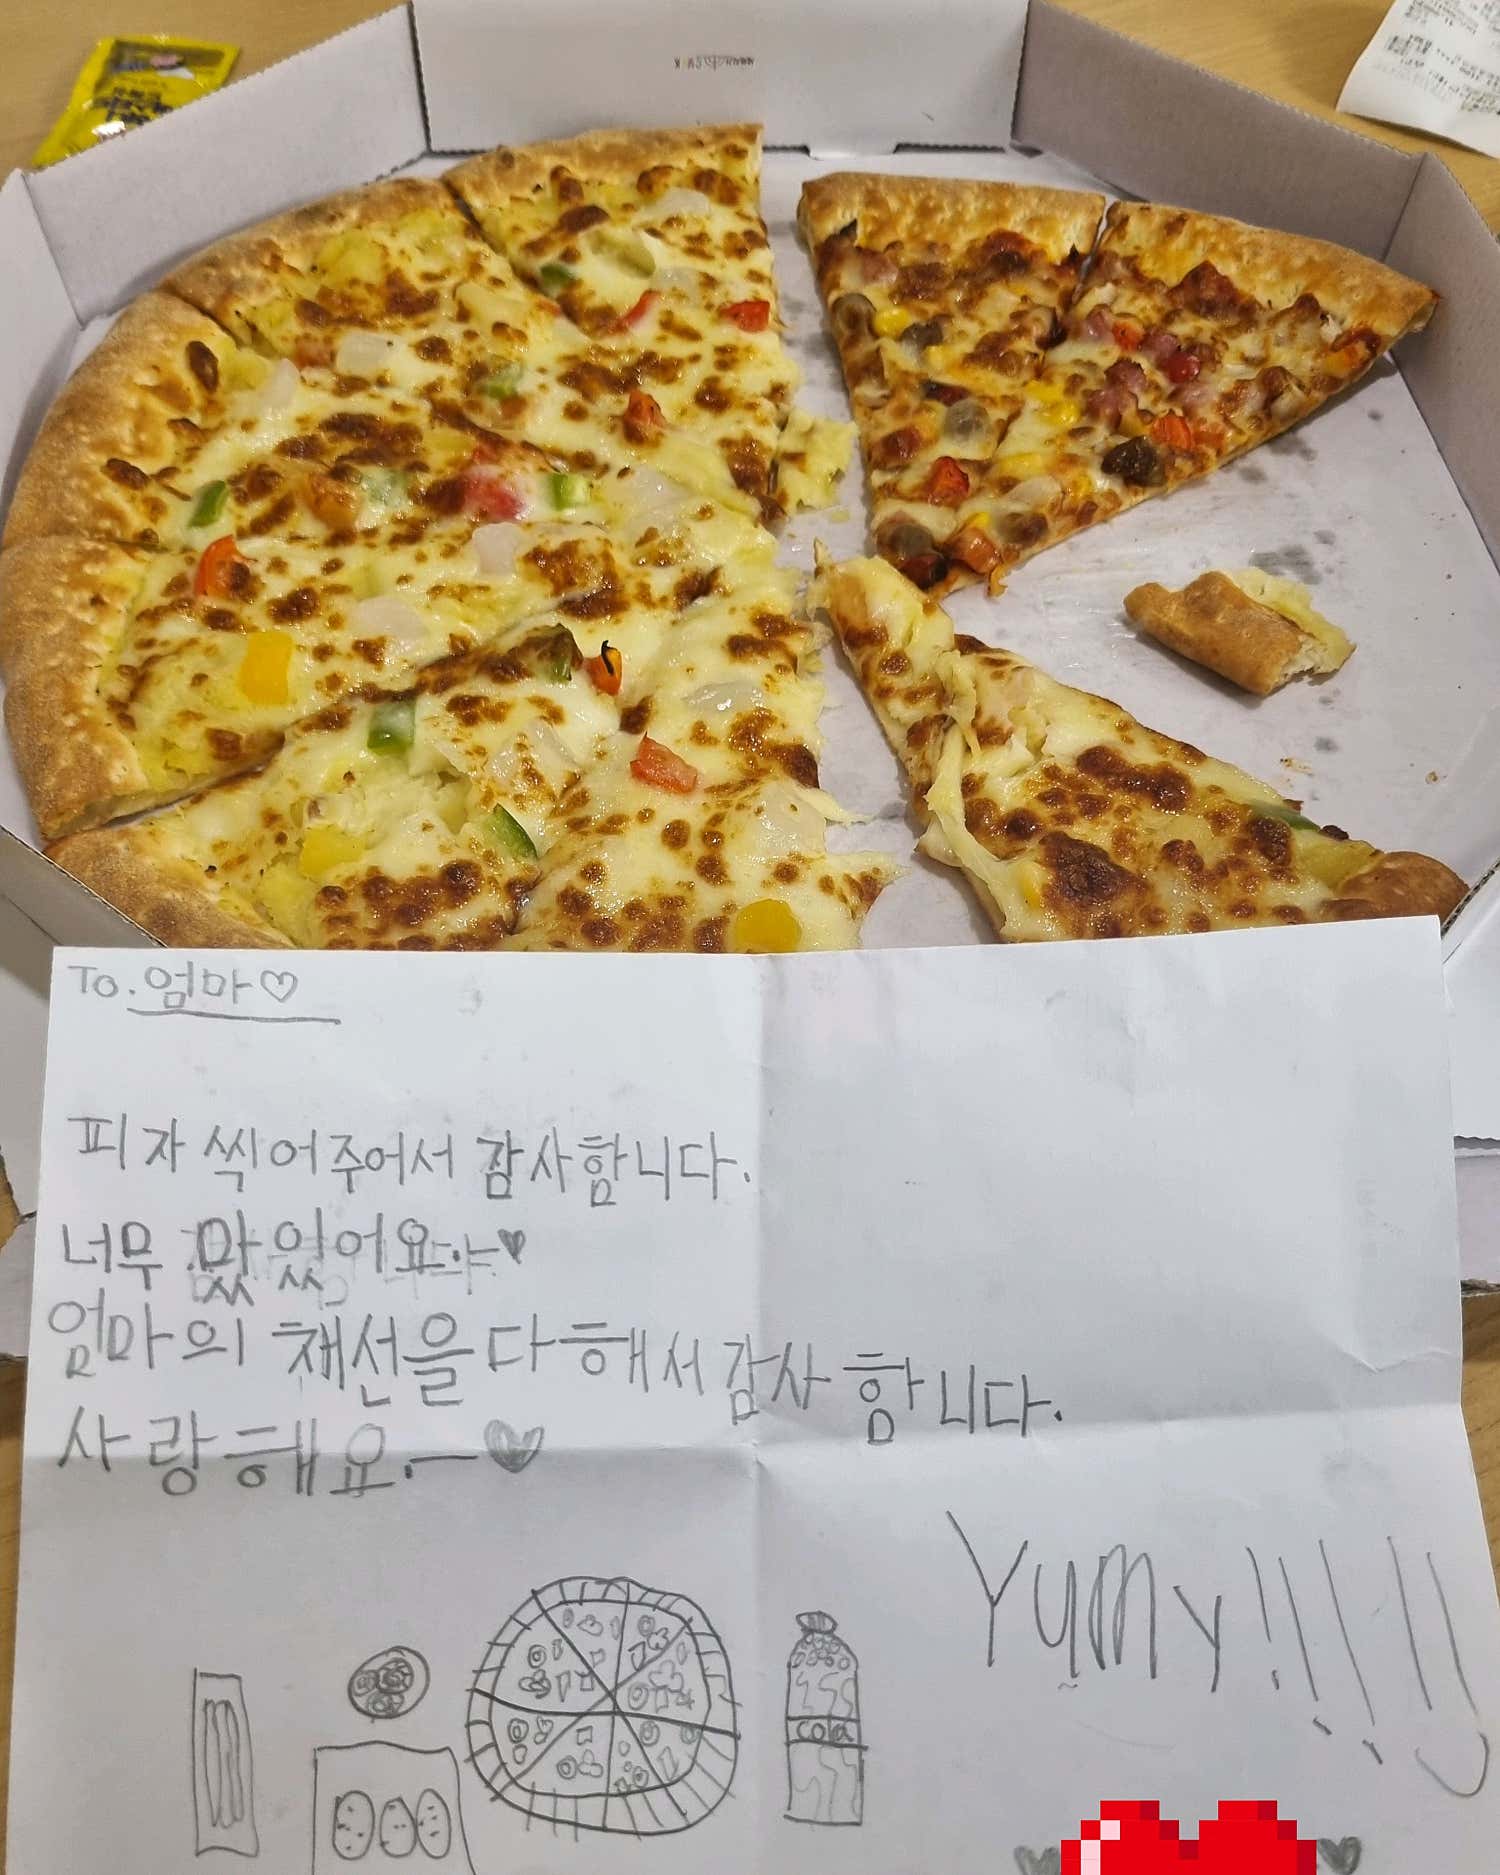 To. 엄마♡
피자 씩어주어서 감사합니다.
너무 맜있어요.-♥
엄마의 채선을 다해서 감사합니다.
사랑해요.-♥
Yumy!!!!!
cola